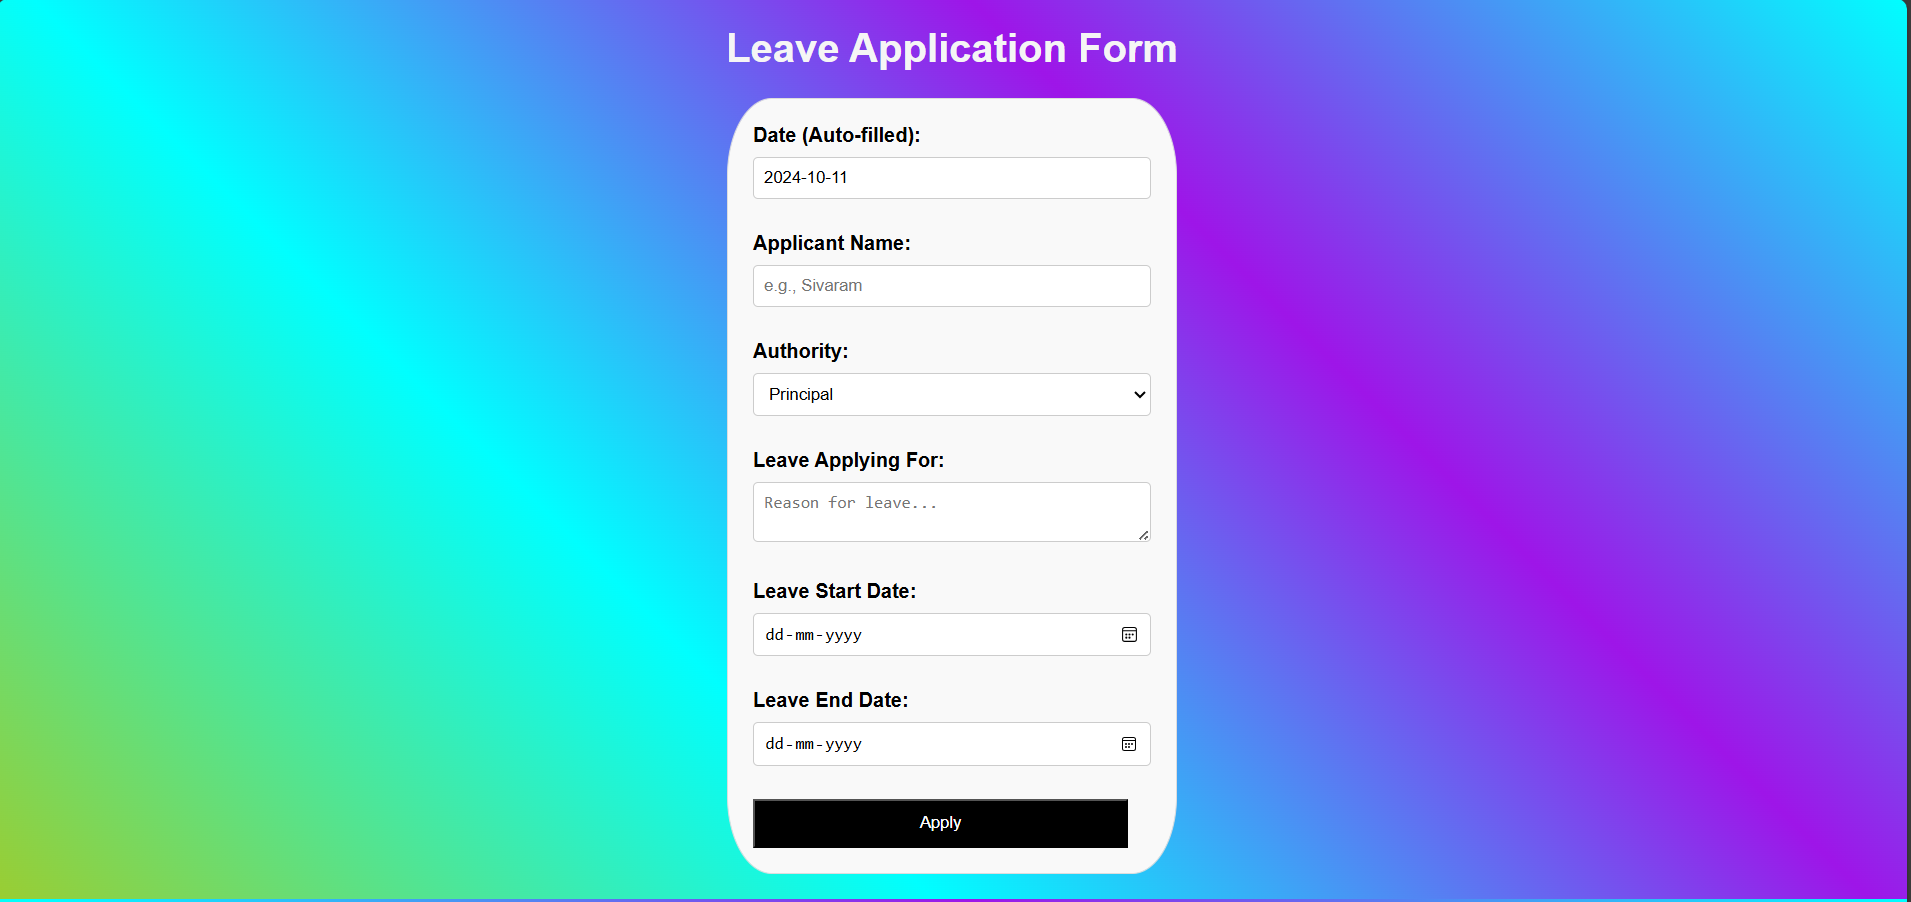 Leave Application Form
Date (Auto-filled):
2024-10-11
Applicant Name:
e.g., Sivaram
Authority:
Principal
Leave Applying For:
Reason for leave...
Leave Start Date:
dd-mm-yyyy
Leave End Date:
dd-mm-yyyy
Apply